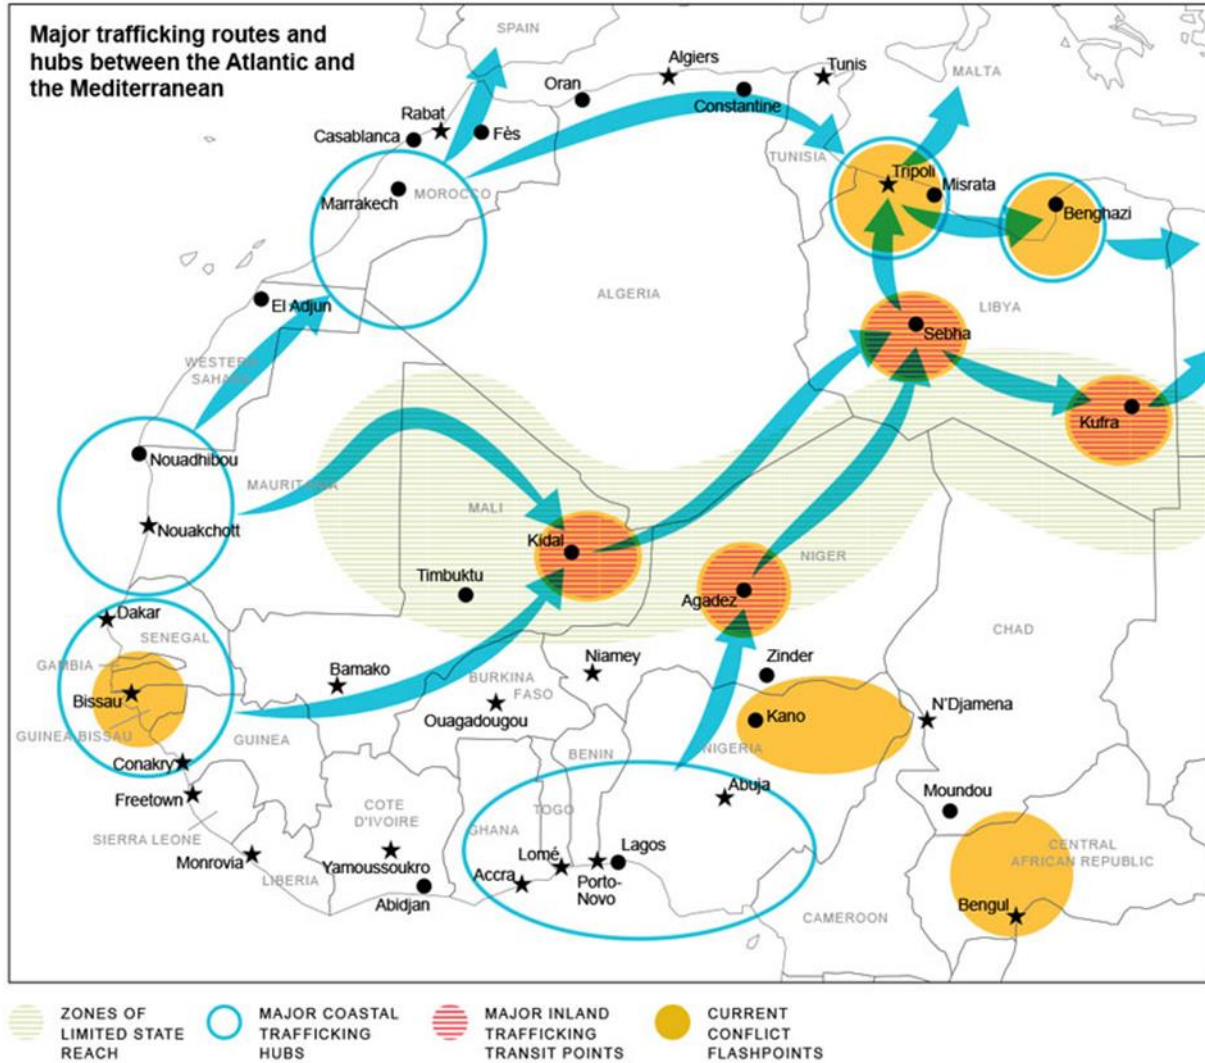 Major trafficking routes and
hubs between the Atlantic and
the Mediterranean
SPAIN
Algiers
Tunis
MALTA
Oran
Constantine
Rabat
Casablanca
Fès
TUNISIA
Tripoli
Misrata
MOROCCO
Marrakech
Benghazi
ALGERIA
LIBYA
El Adjun
Sebha
WESTERN
SAHARA
Kufra
Nouadhibou
MAURITANIA
MALI
Nouakchott
Kidal
NIGER
Timbuktu
Agadez
Dakar
SENEGAL
CHAD
GAMBIA
Bamako
Niamey
Zinder
BURKINA
FASO
Bissau
Ouagadougou
Kano
N'Djamena
GUINEA BISSAU
GUINEA
BENIN
NIGERIA
Conakry
Abuja
Freetown
Moundou
COTE
D'IVOIRE
TOGO
GHANA
SIERRA LEONE
CENTRAL
AFRICAN REPUBLIC
Monrovia
Yamoussoukro
Lomé
Lagos
LIBERIA
Accra
Porto-
Novo
Abidjan
Bengul
CAMEROON
ZONES OF
LIMITED STATE
REACH
MAJOR COASTAL
TRAFFICKING
HUBS
MAJOR INLAND
TRAFFICKING
TRANSIT POINTS
CURRENT
CONFLICT
FLASHPOINTS